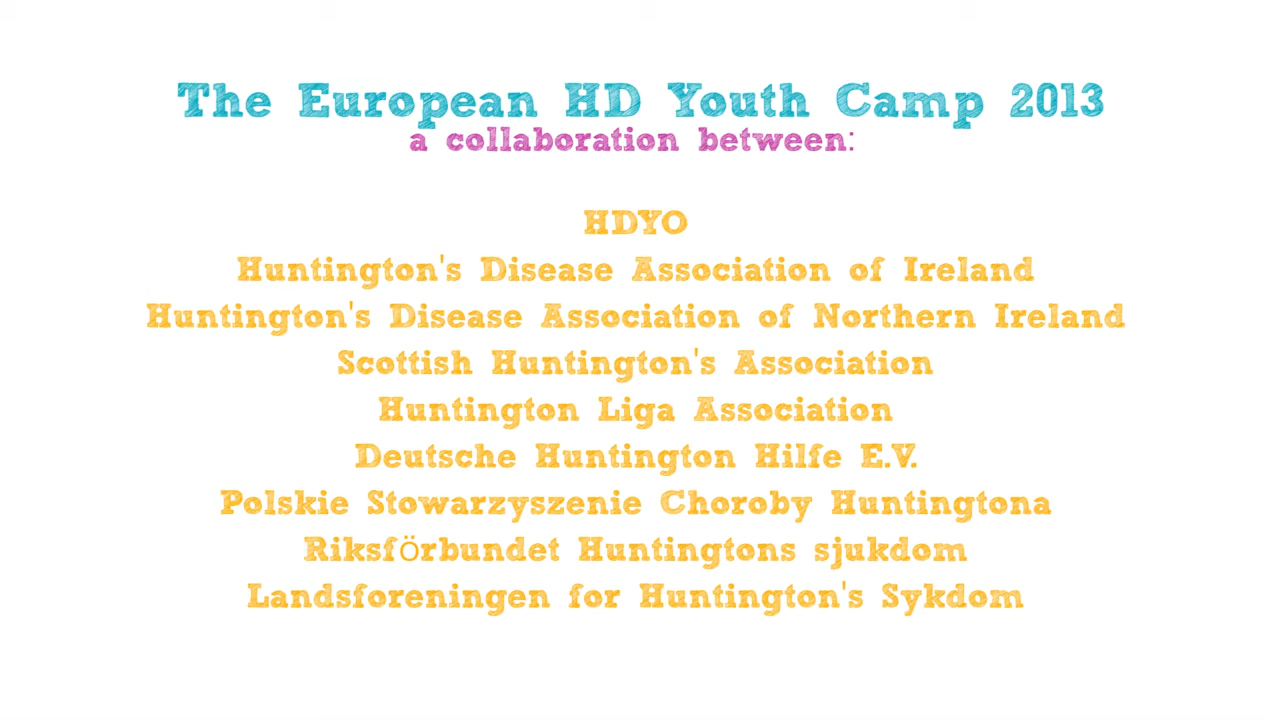 The European HD Youth Camp 2013
a collaboration between:
HDYO
Huntington's Disease Association of Ireland
Huntington's Disease Association of Northern Ireland
Scottish Huntington's Association
Huntington Liga Association
Deutsche Huntington Hilfe E.V.
Polskie Stowarzyszenie Choroby Huntingtona
RiksfÖrbundet Huntingtons sjukdom
Landsforeningen for Huntington's Sykdom